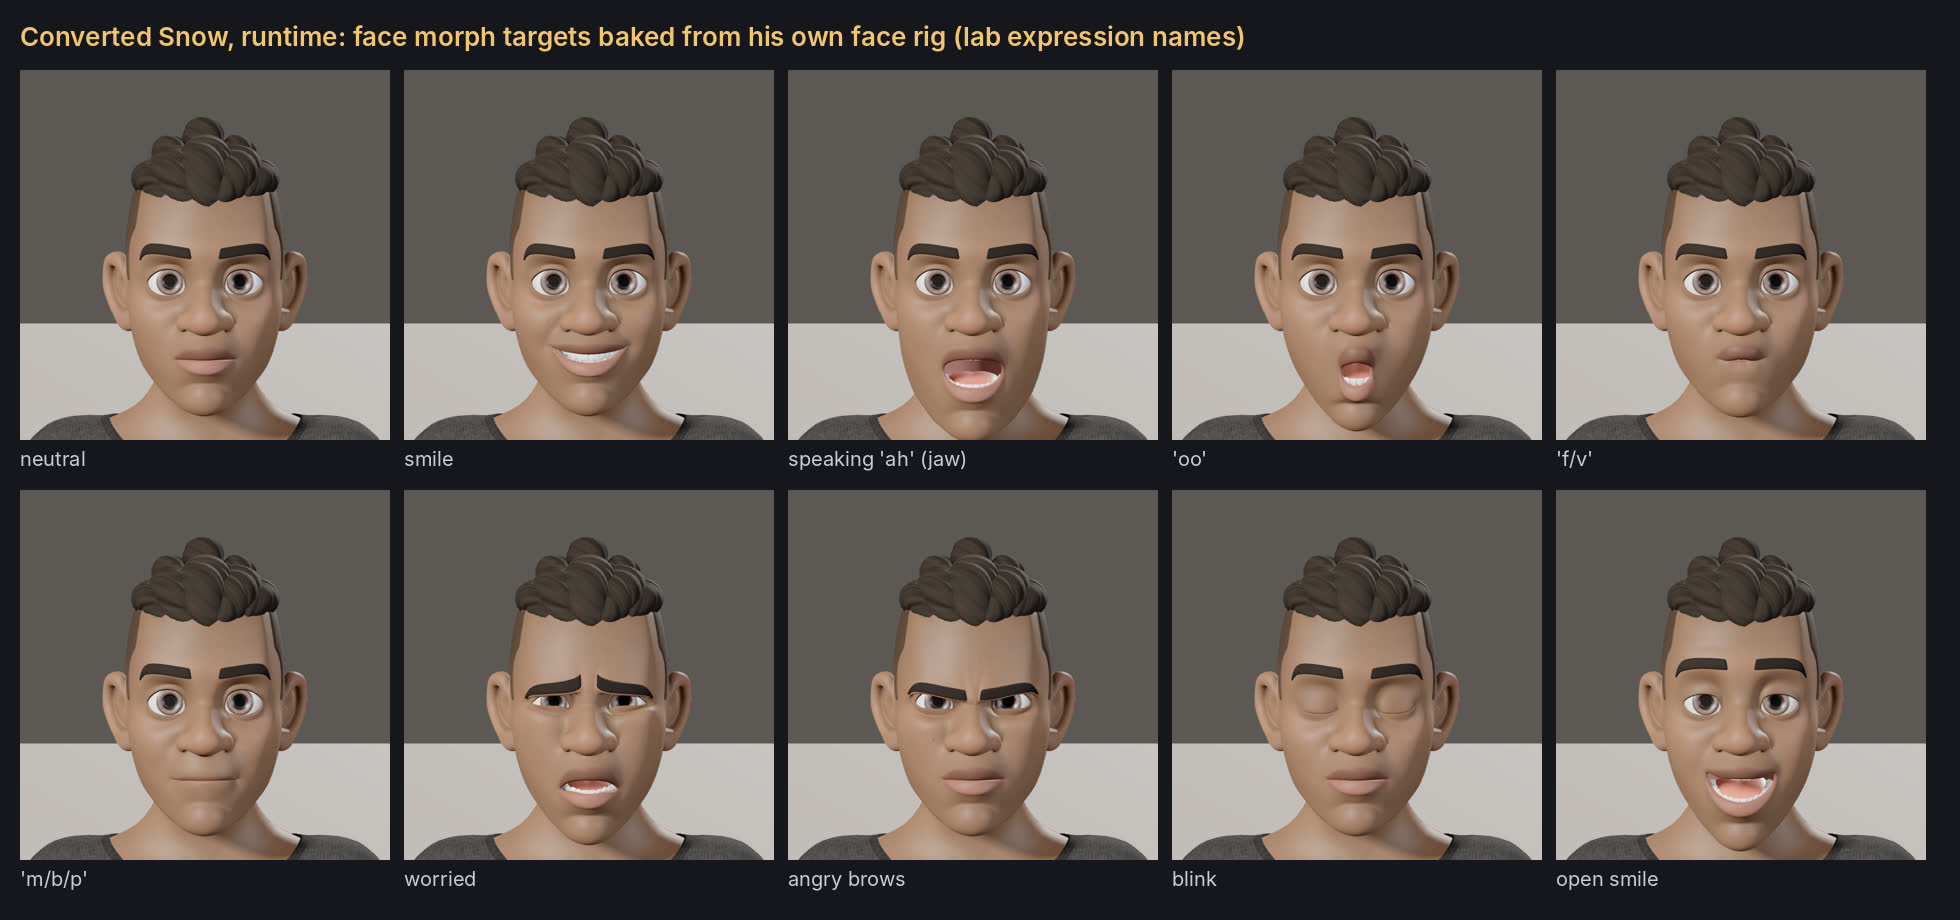 Converted Snow, runtime: face morph targets baked from his own face rig (lab expression names)
neutral
smile
speaking 'ah' (jaw)
'oo'
'f/v'
'm/b/p'
worried
angry brows
blink
open smile